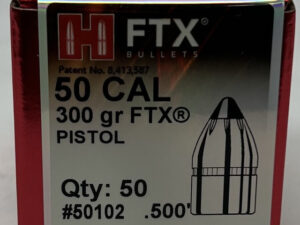 H FTX®
BULLETS
Patent No. 8,413,587
50 CAL
300 gr FTX®
PISTOL
Qty: 50
#50102 .500"